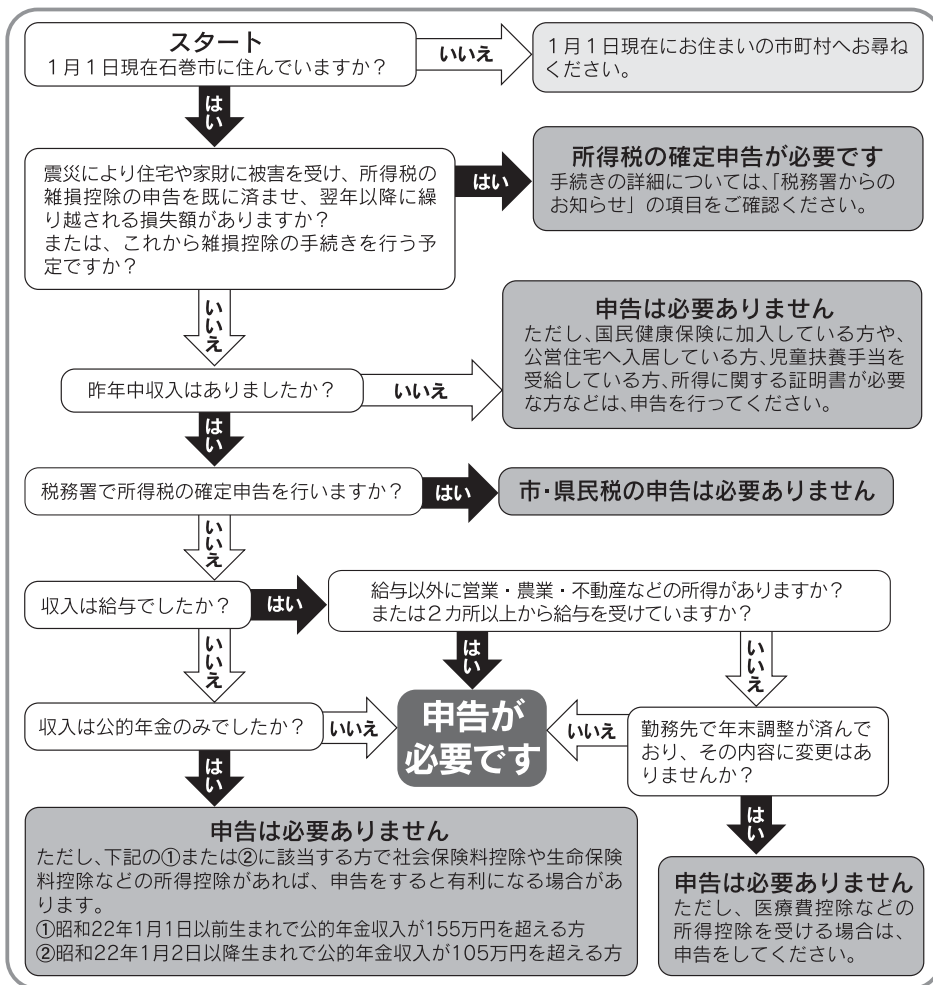 スタート
1月1日現在石巻市に住んでいますか？
いいえ
1月1日現在にお住まいの市町村へお尋ね
ください。
はい
震災により住宅や家財に被害を受け、所得税の
雑損控除の申告を既に済ませ、翌年以降に繰
り越される損失額がありますか？
または、これから雑損控除の手続きを行う予
定ですか？
はい
所得税の確定申告が必要です
手続きの詳細については、「税務署からの
お知らせ」の項目をご確認ください。
いいえ
昨年中収入はありましたか？
いいえ
申告は必要ありません
ただし、国民健康保険に加入している方や、
公営住宅へ入居している方、児童扶養手当を
受給している方、所得に関する証明書が必要
な方などは、申告を行ってください。
はい
税務署で所得税の確定申告を行いますか？
はい
市・県民税の申告は必要ありません
いいえ
収入は給与でしたか？
はい
給与以外に営業・農業・不動産などの所得がありますか？
または2カ所以上から給与を受けていますか？
いいえ
はい
いいえ
収入は公的年金のみでしたか？
いいえ
申告が
必要です
いいえ
勤務先で年末調整が済んで
おり、その内容に変更はあ
りませんか？
はい
はい
申告は必要ありません
ただし、下記の①または②に該当する方で社会保険料控除や生命保険
料控除などの所得控除があれば、申告をすると有利になる場合があ
ります。
①昭和22年1月1日以前生まれで公的年金収入が155万円を超える方
②昭和22年1月2日以降生まれで公的年金収入が105万円を超える方
申告は必要ありません
ただし、医療費控除などの
所得控除を受ける場合は、
申告をしてください。